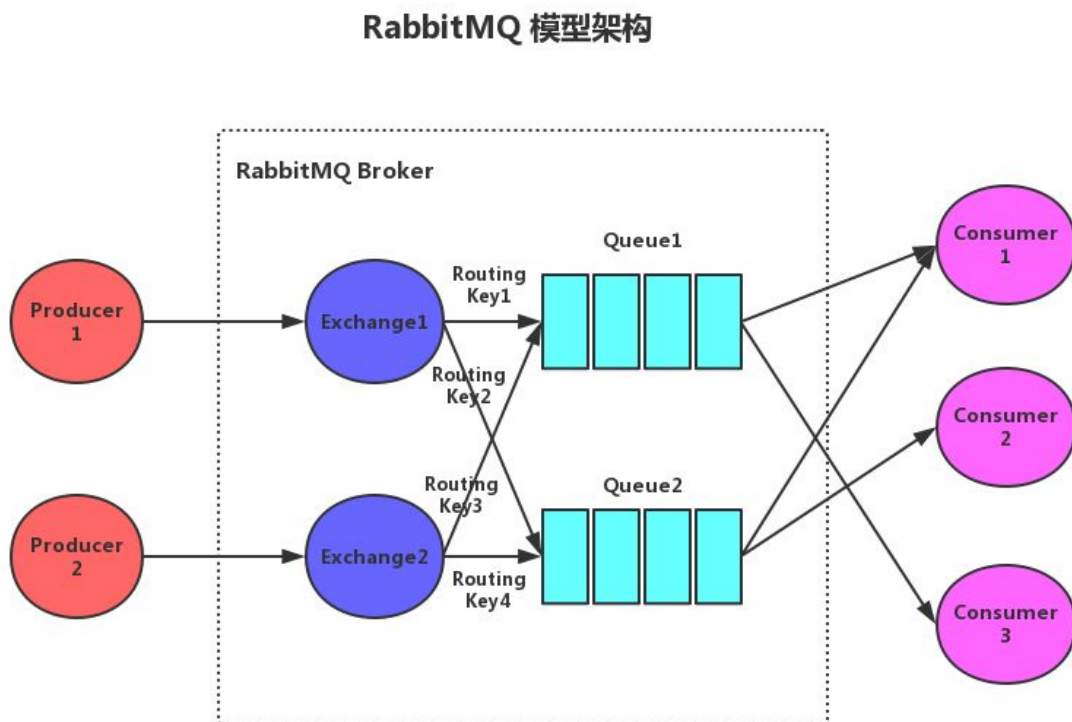 RabbitMQ 模型架构
RabbitMQ Broker
Producer
1
Exchange1
Routing
Key1
Routing
Key2
Queue1
Consumer
1
Consumer
2
Producer
2
Exchange2
Routing
Key3
Routing
Key4
Queue2
Consumer
3